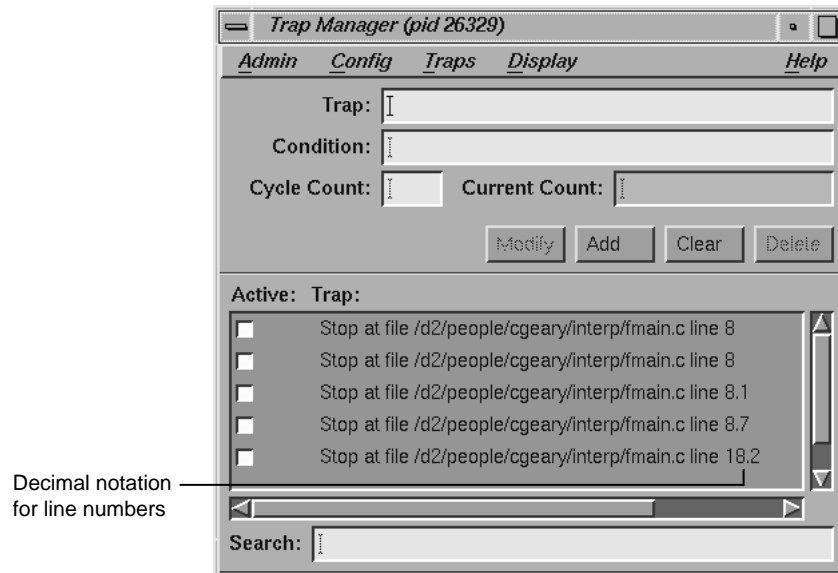 Trap Manager (pid 26329)
Admin Config Traps Display Help
Trap:
Condition:
Cycle Count: Current Count:
Modify Add Clear Delete
Active: Trap:
Stop at file /d2/people/cgeary/interp/fmain.c line 8
Stop at file /d2/people/cgeary/interp/fmain.c line 8
Stop at file /d2/people/cgeary/interp/fmain.c line 8.1
Stop at file /d2/people/cgeary/interp/fmain.c line 8.7
Stop at file /d2/people/cgeary/interp/fmain.c line 18.2
Decimal notation
for line numbers
Search: